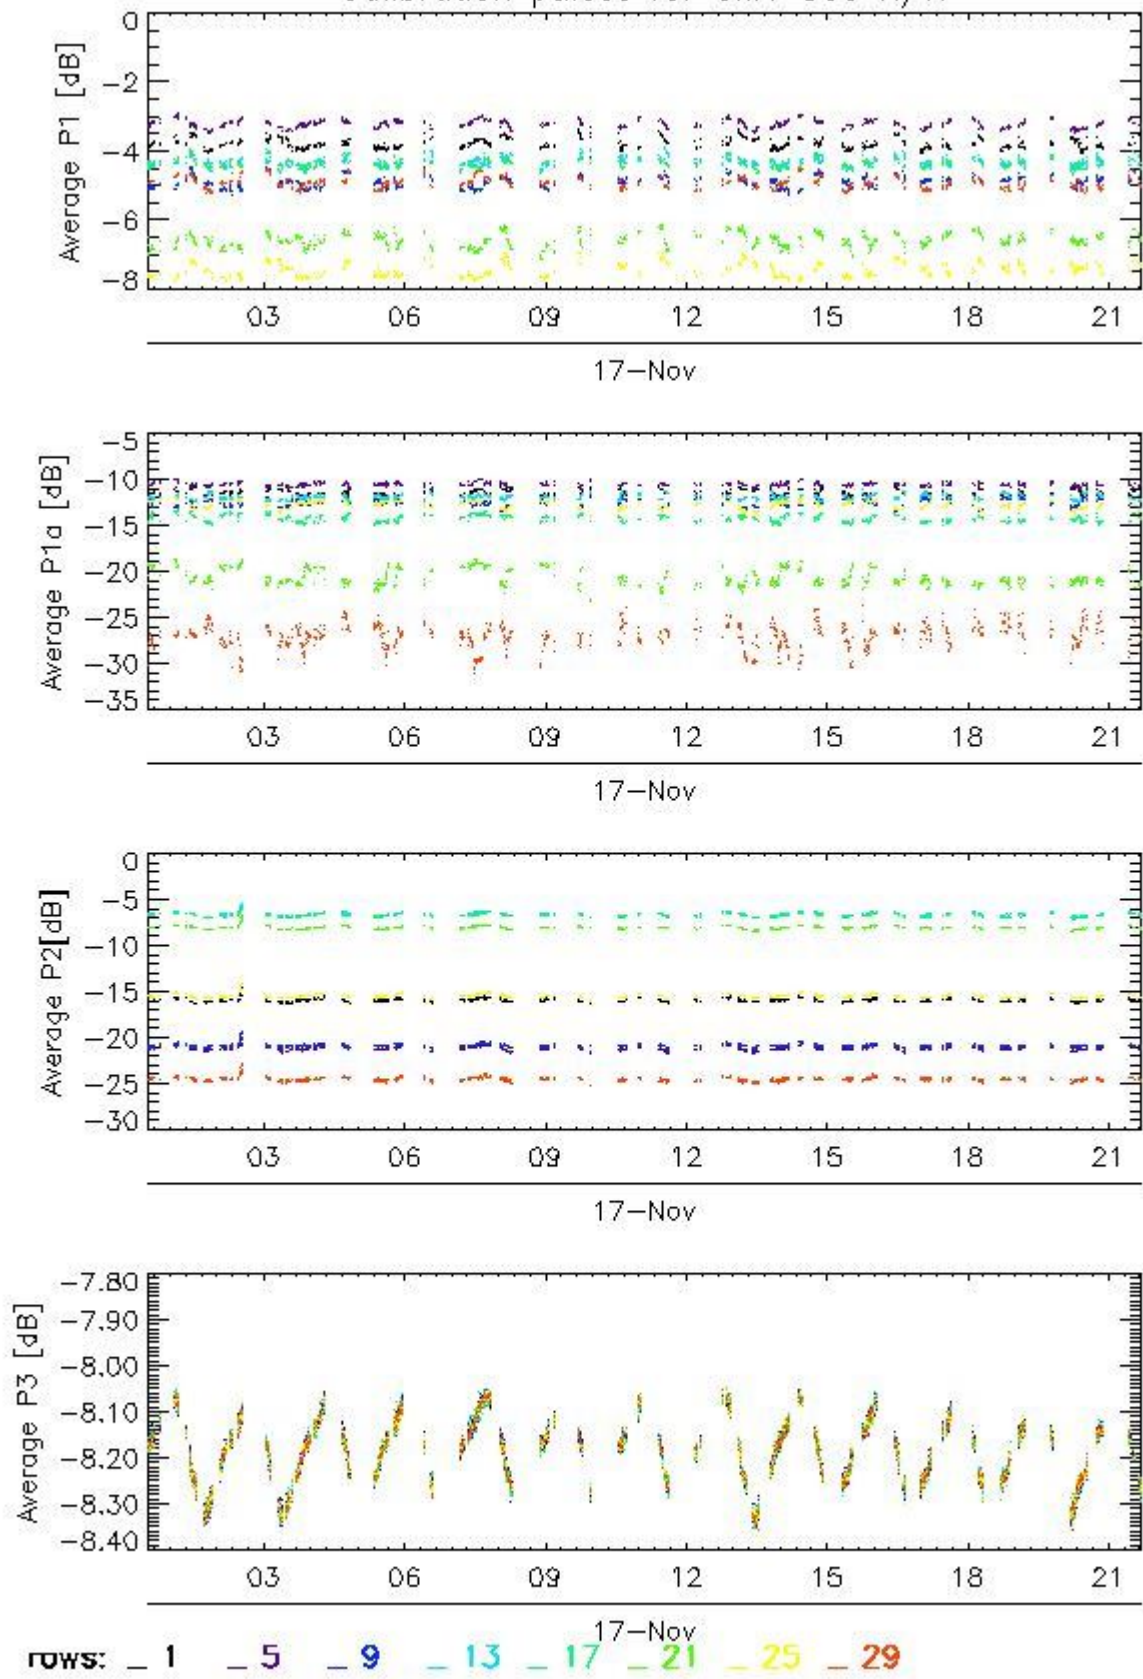 0
-2
-4
-6
-8
Average P1 [dB]
03 06 09 12 15 18 21
17-Nov
-5
-10
-15
-20
-25
-30
-35
Average P1a [dB]
03 06 09 12 15 18 21
17-Nov
0
-5
-10
-15
-20
-25
-30
Average P2[dB]
03 06 09 12 15 18 21
17-Nov
-7.80
-7.90
-8.00
-8.10
-8.20
-8.30
-8.40
Average P3 [dB]
03 06 09 12 15 18 21
17-Nov
rows: _ 1 _ 5 _ 9 _ 13 _ 17 _ 21 _ 25 _ 29